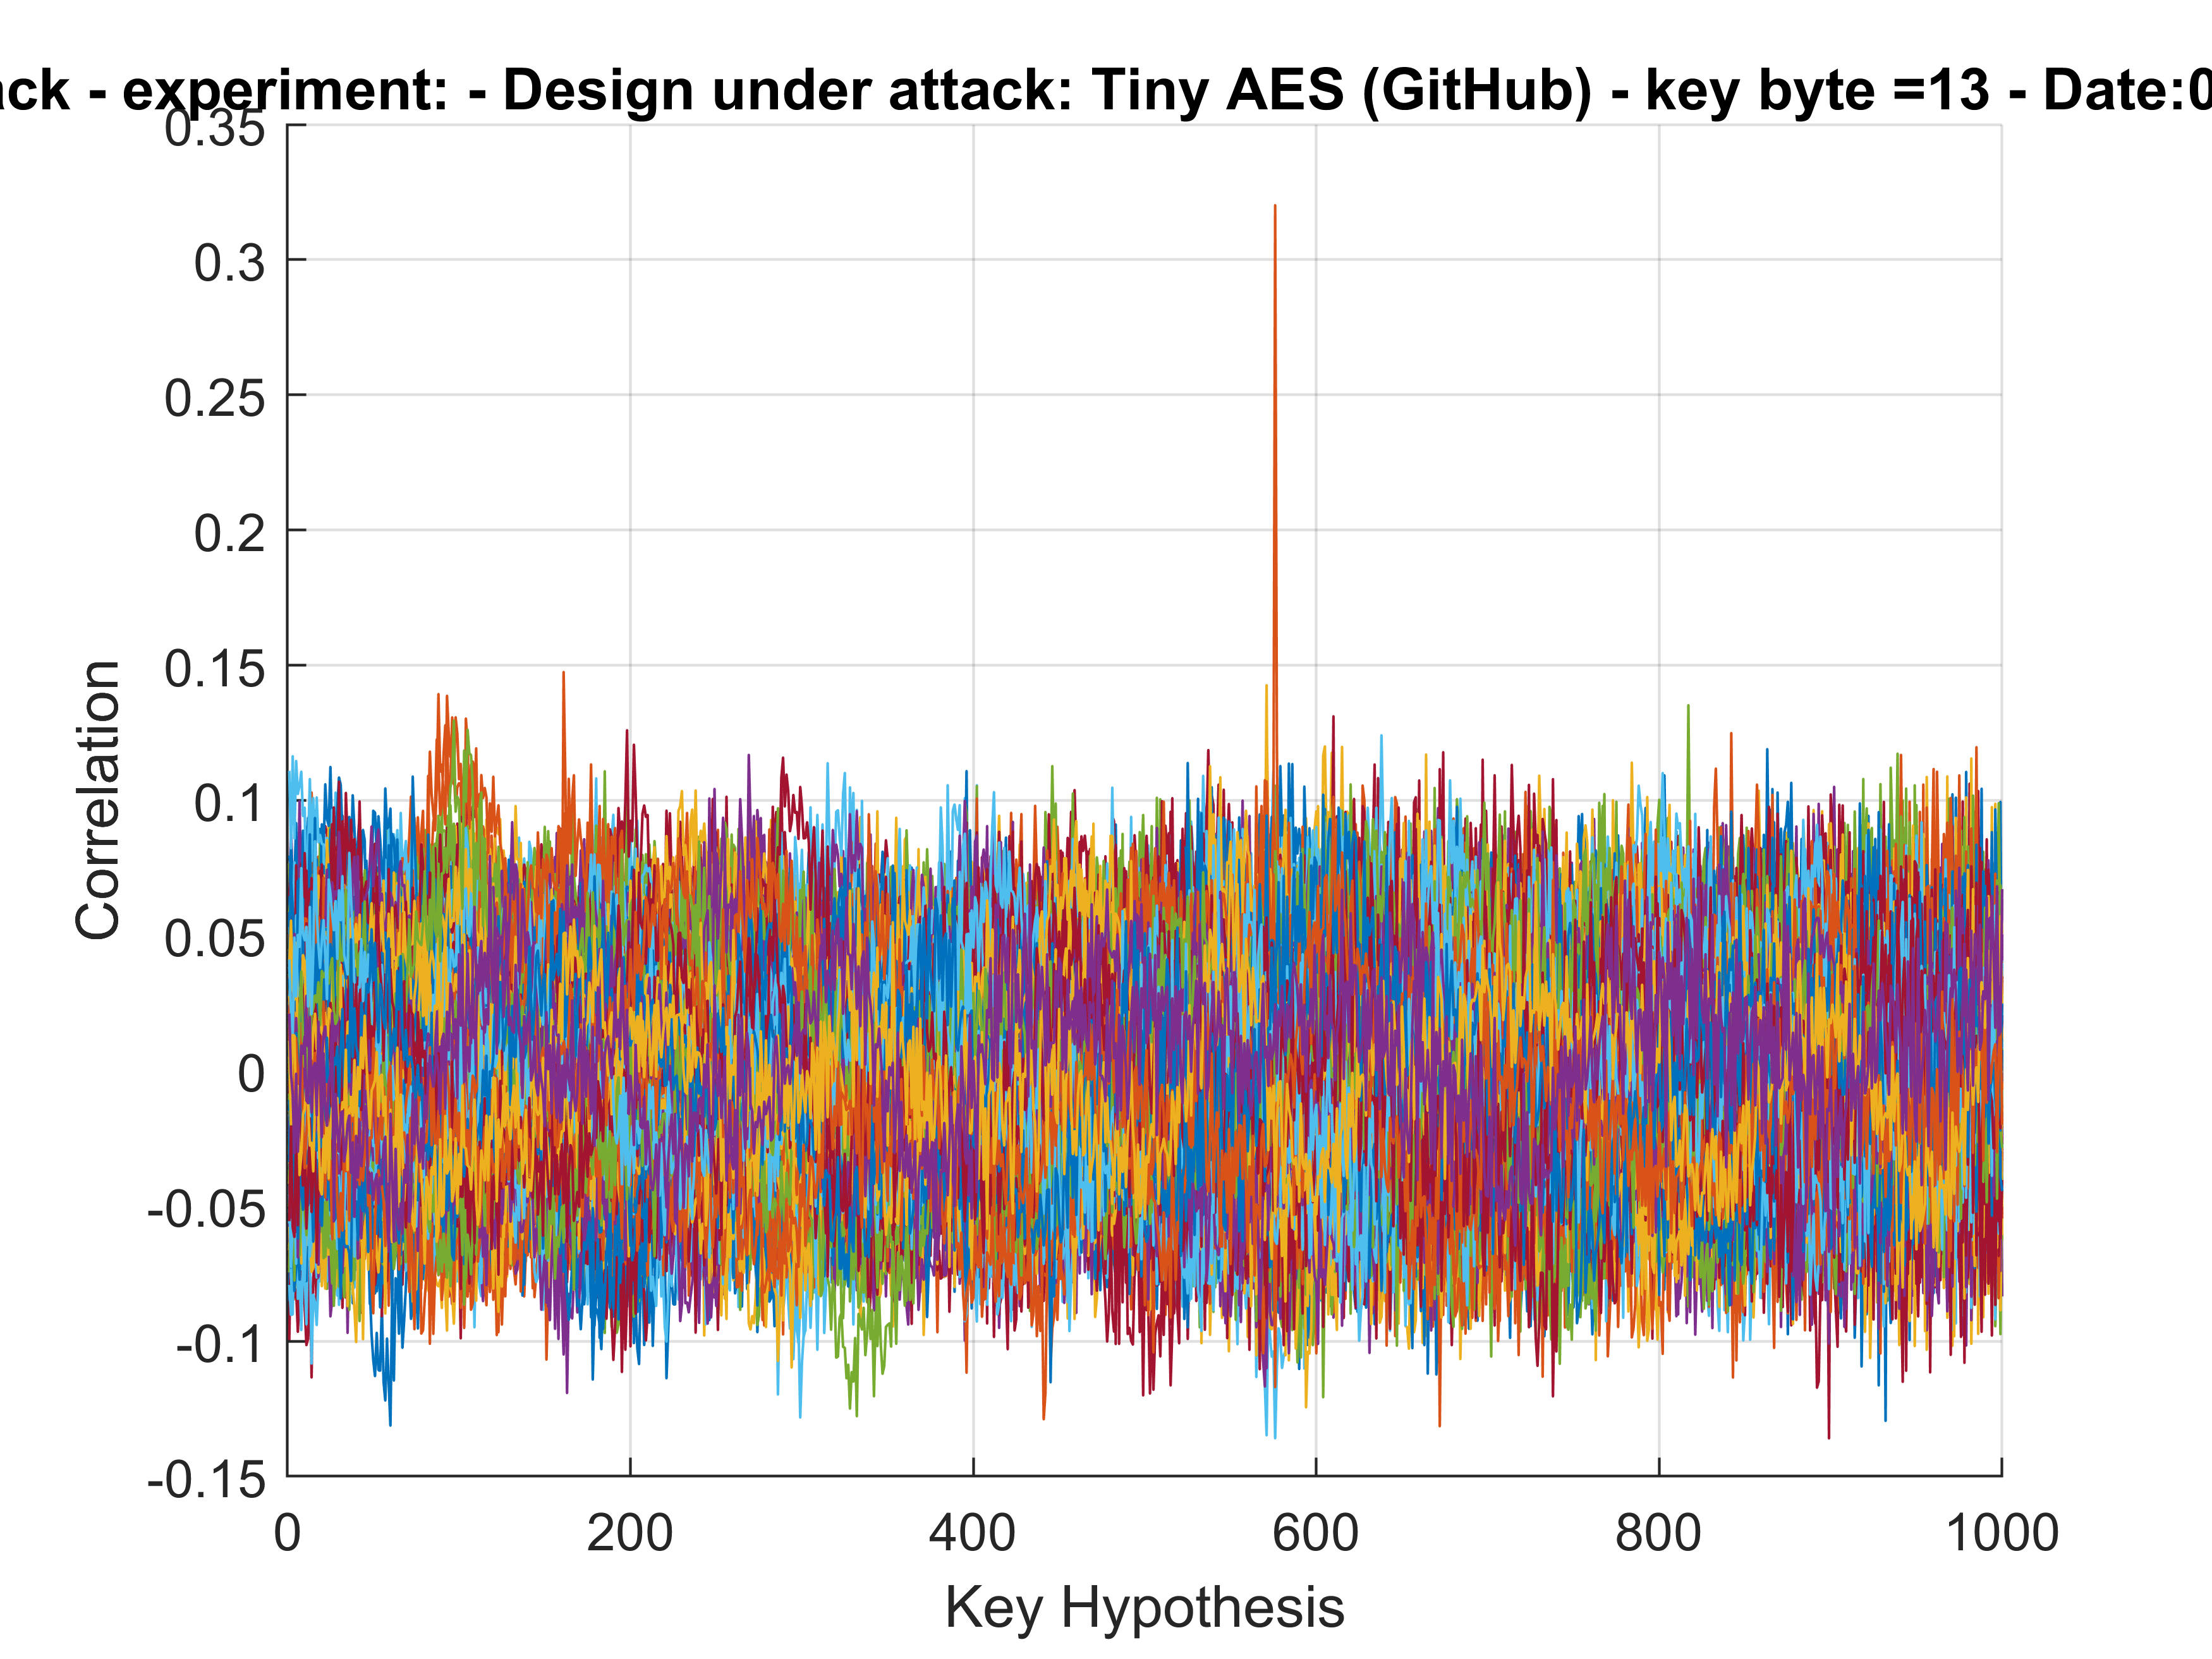 ack - experiment: - Design under attack: Tiny AES (GitHub) - key byte =13 - Date:0
0.35
0.3
0.25
0.2
0.15
0.1
0.05
0
-0.05
-0.1
-0.15
Correlation
0 200 400 600 800 1000
Key Hypothesis